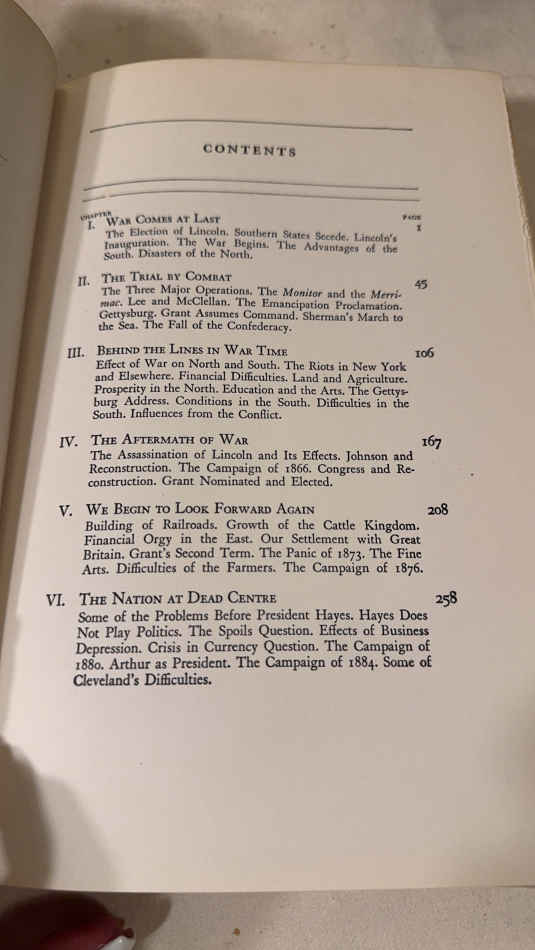 CONTENTS
CHAPTER PAGE
I. WAR COMES AT LAST 1
The Election of Lincoln. Southern States Secede. Lincoln's
Inauguration. The War Begins. The Advantages of the
South. Disasters of the North.
II. THE TRIAL BY COMBAT 45
The Three Major Operations. The Monitor and the Merri-
mac. Lee and McClellan. The Emancipation Proclamation.
Gettysburg. Grant Assumes Command. Sherman's March to
the Sea. The Fall of the Confederacy.
III. BEHIND THE LINES IN WAR TIME 106
Effect of War on North and South. The Riots in New York
and Elsewhere. Financial Difficulties. Land and Agriculture.
Prosperity in the North. Education and the Arts. The Gettys-
burg Address. Conditions in the South. Difficulties in the
South. Influences from the Conflict.
IV. THE AFTERMATH OF WAR 167
The Assassination of Lincoln and Its Effects. Johnson and
Reconstruction. The Campaign of 1866. Congress and Re-
construction. Grant Nominated and Elected.
V. WE BEGIN TO LOOK FORWARD AGAIN 208
Building of Railroads. Growth of the Cattle Kingdom.
Financial Orgy in the East. Our Settlement with Great
Britain. Grant's Second Term. The Panic of 1873. The Fine
Arts. Difficulties of the Farmers. The Campaign of 1876.
VI. THE NATION AT DEAD CENTRE 258
Some of the Problems Before President Hayes. Hayes Does
Not Play Politics. The Spoils Question. Effects of Business
Depression. Crisis in Currency Question. The Campaign of
1880. Arthur as President. The Campaign of 1884. Some of
Cleveland's Difficulties.